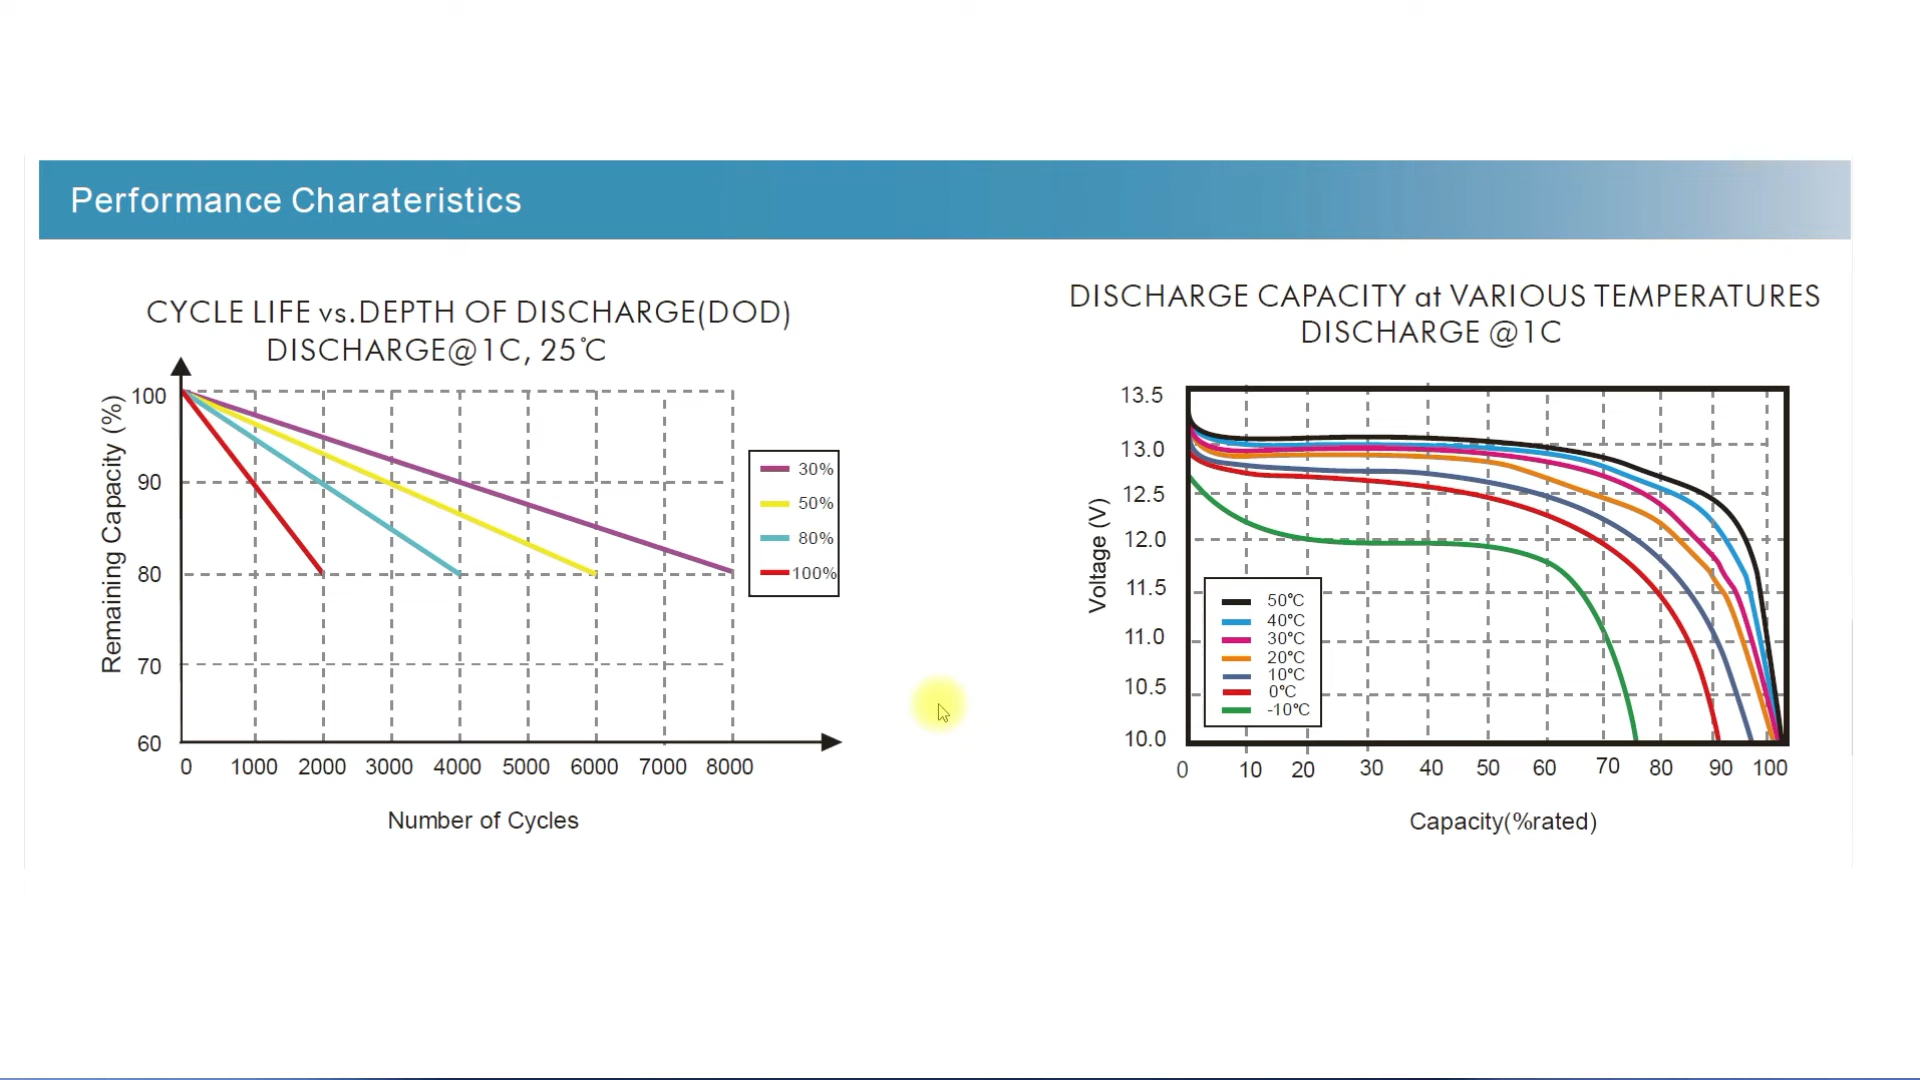 Performance Charateristics
CYCLE LIFE vs.DEPTH OF DISCHARGE(DOD)
DISCHARGE@1C, 25°C
Remaining Capacity (%)
100
90
80
70
60
0 1000 2000 3000 4000 5000 6000 7000 8000
Number of Cycles
30%
50%
80%
100%
DISCHARGE CAPACITY at VARIOUS TEMPERATURES
DISCHARGE @1C
Voltage (V)
13.5
13.0
12.5
12.0
11.5
11.0
10.5
10.0
50°C
40°C
30°C
20°C
10°C
0°C
-10°C
0 10 20 30 40 50 60 70 80 90 100
Capacity(%rated)